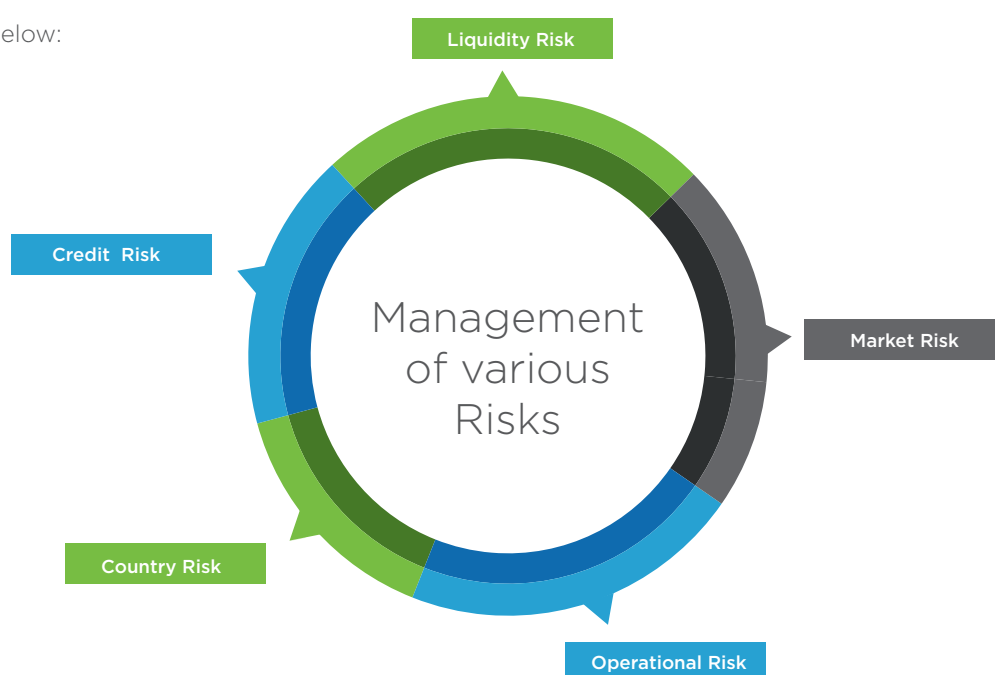 elow:
Liquidity Risk
Credit Risk
Management
of various
Risks
Market Risk
Country Risk
Operational Risk